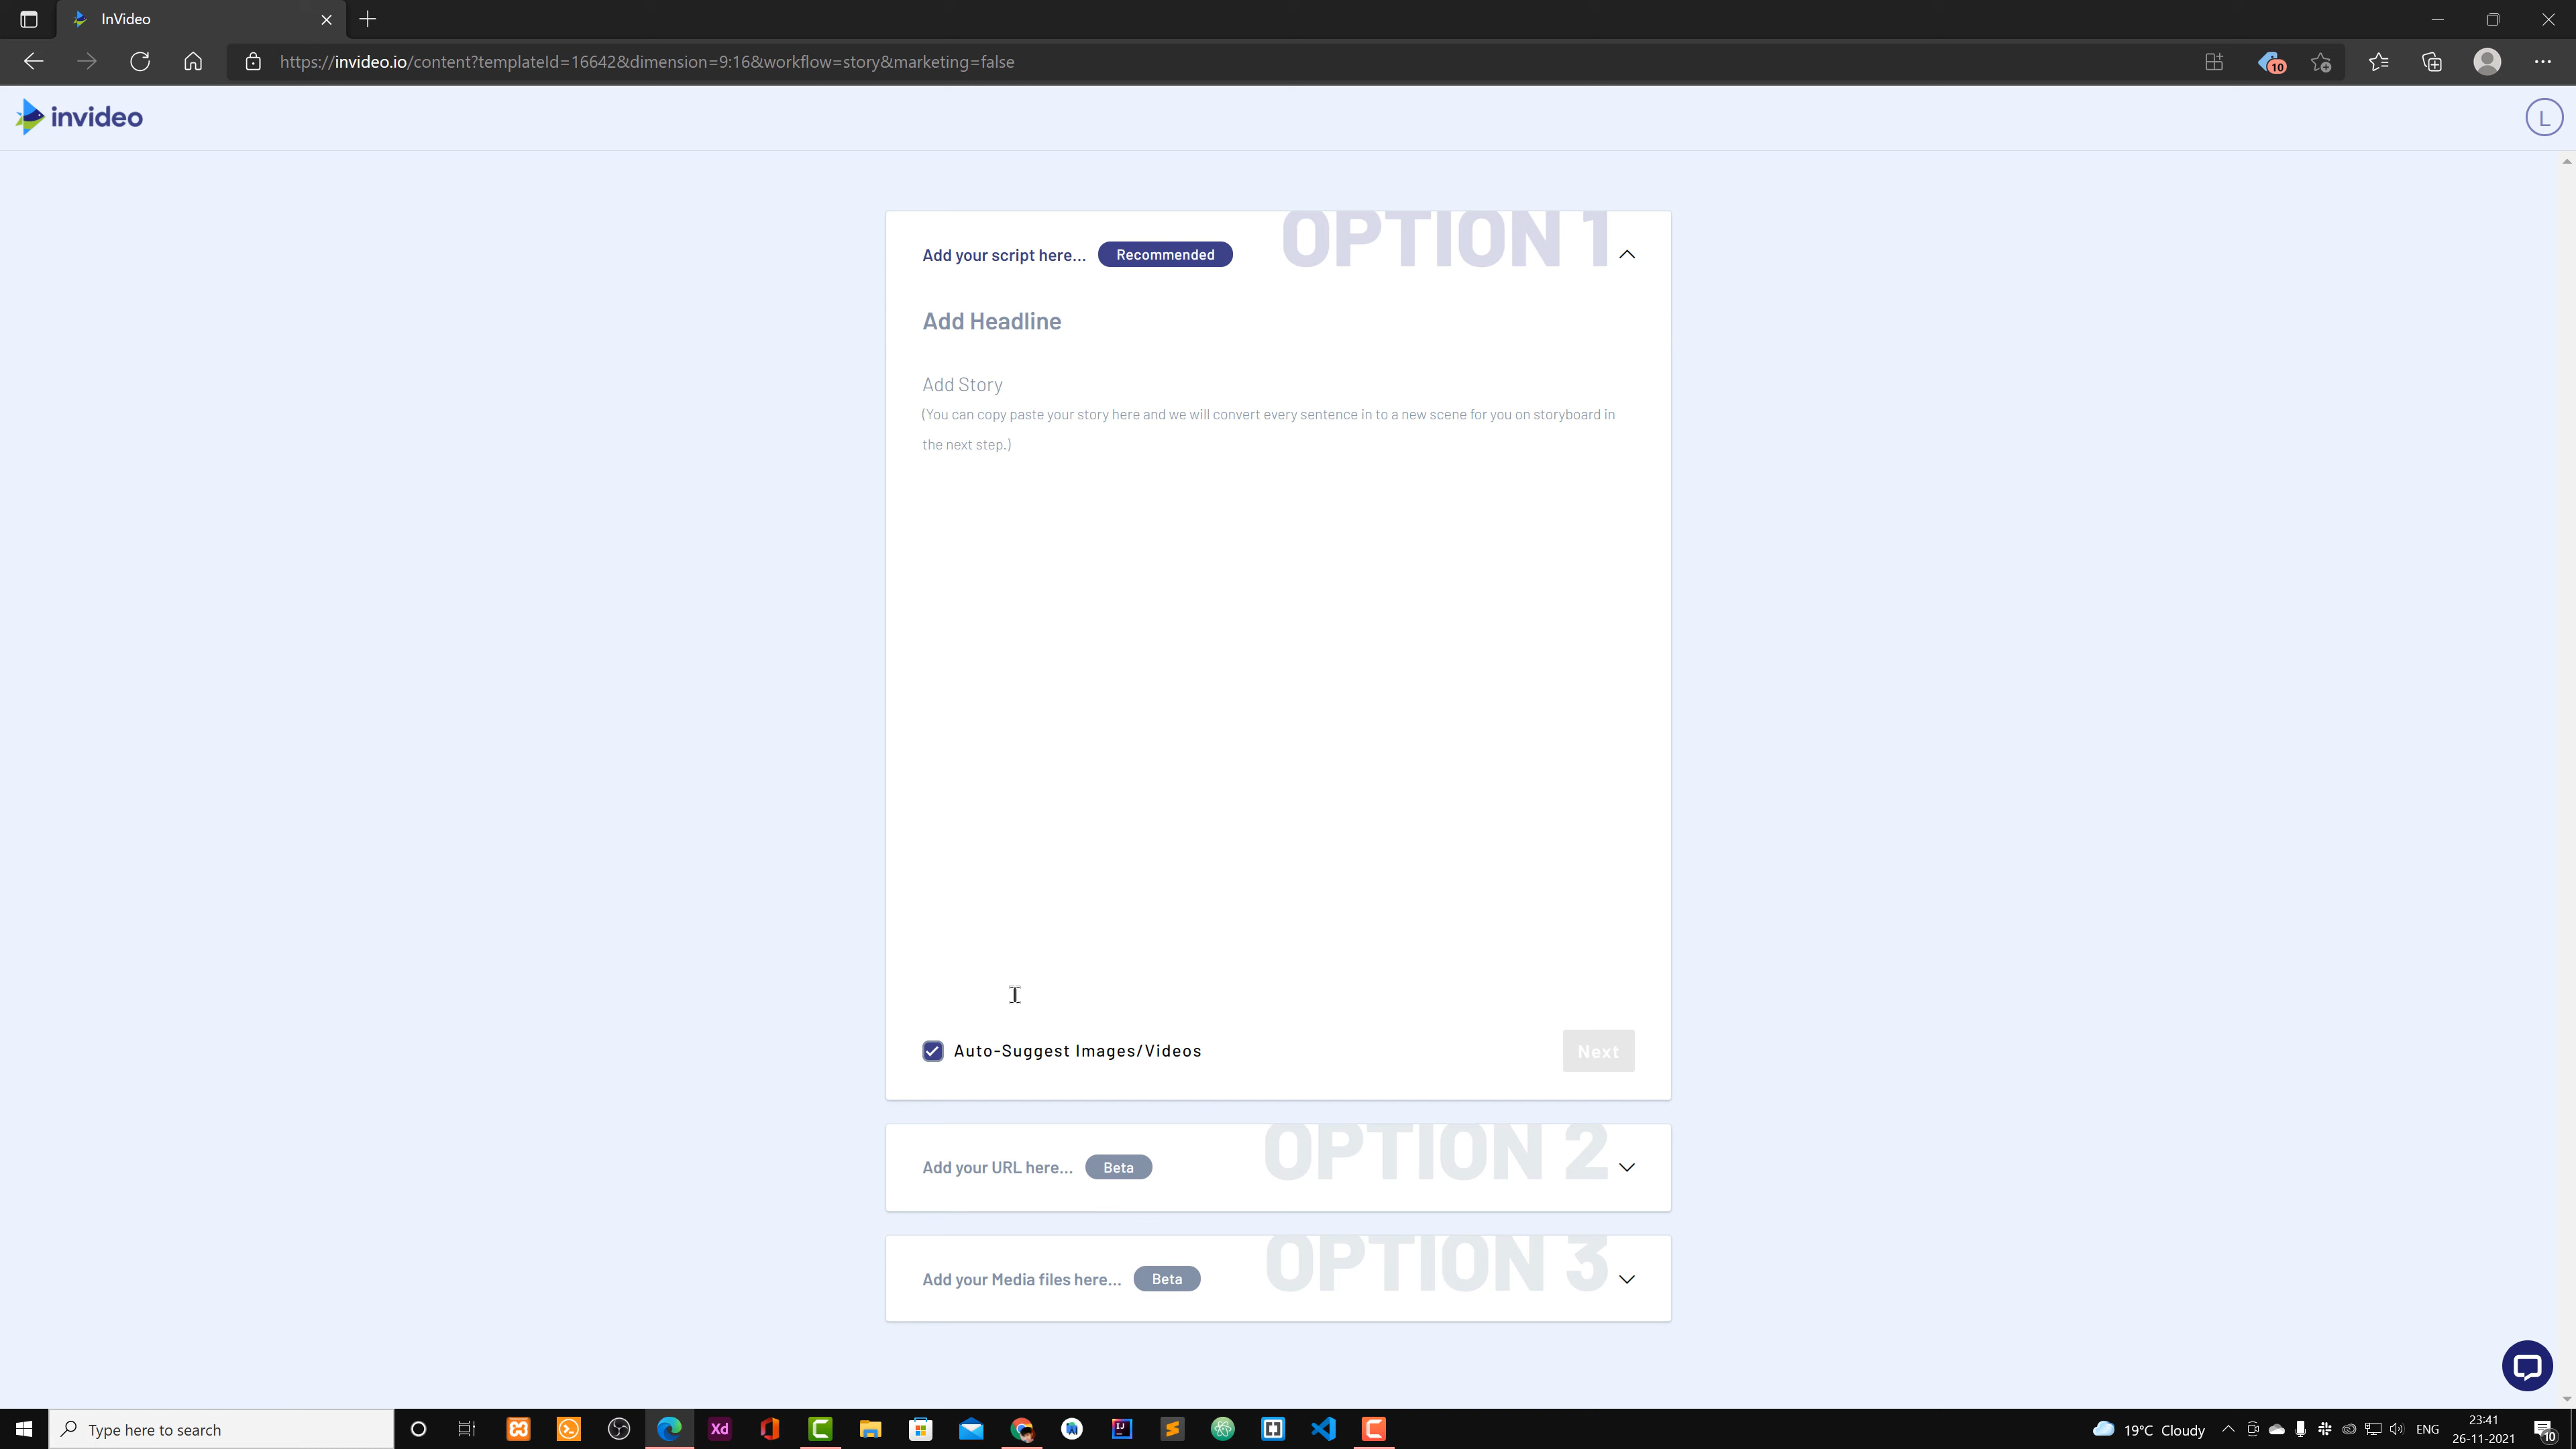 InVideo
https://invideo.io/content?templateId=16642&dimension=9:16&workflow=story&marketing=false
10
invideo
L
OPTION 1
Add your script here...
Recommended
Add Headline
Add Story
(You can copy paste your story here and we will convert every sentence in to a new scene for you on storyboard in
the next step.)
Auto-Suggest Images/Videos
Next
OPTION 2
Add your URL here...
Beta
OPTION 3
Add your Media files here...
Beta
Type here to search
Xd
19°C Cloudy
ENG
23:41
26-11-2021
10